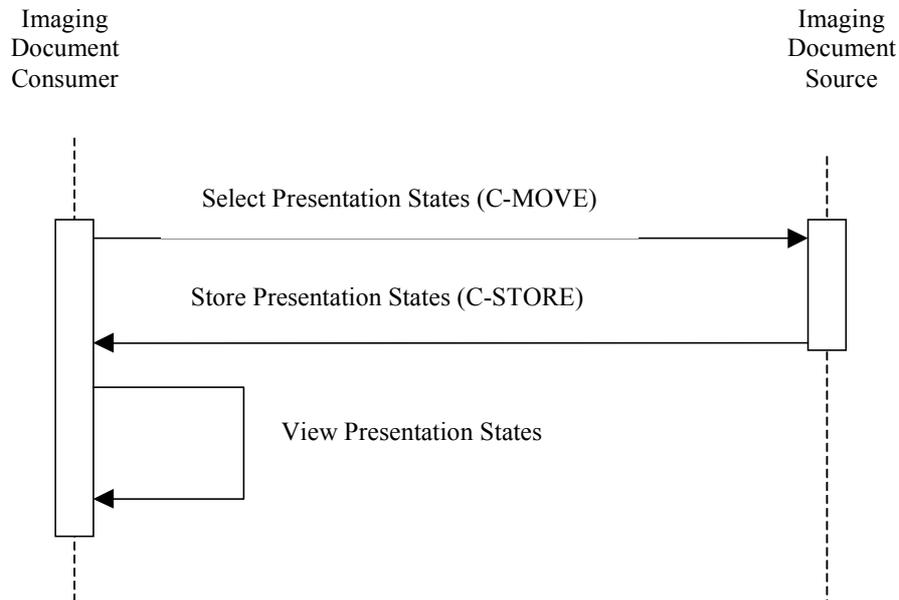 Imaging
Document
Consumer
Imaging
Document
Source
Select Presentation States (C-MOVE)
Store Presentation States (C-STORE)
View Presentation States